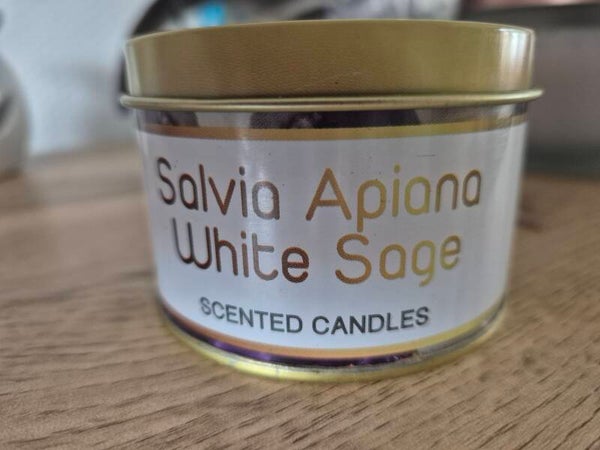 Salvia Apiana
White Sage
SCENTED CANDLES